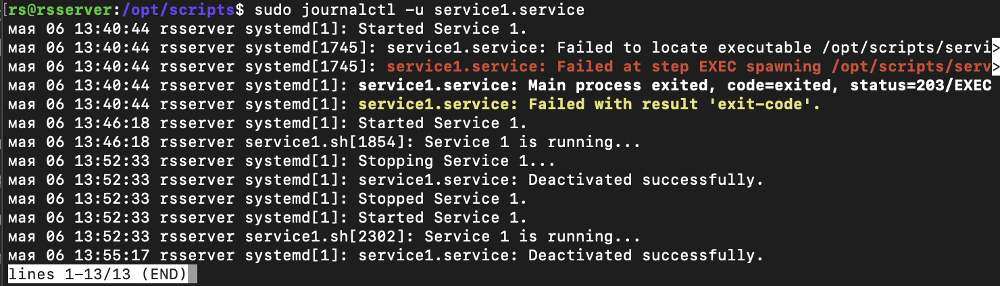 [rs@rsserver:/opt/scripts$ sudo journalctl -u service1.service
мая 06 13:40:44 rsserver systemd[1]: Started Service 1.
мая 06 13:40:44 rsserver systemd[1745]: service1.service: Failed to locate executable /opt/scripts/servi>
мая 06 13:40:44 rsserver systemd[1745]: service1.service: Failed at step EXEC spawning /opt/scripts/serv>
мая 06 13:40:44 rsserver systemd[1]: service1.service: Main process exited, code=exited, status=203/EXEC
мая 06 13:40:44 rsserver systemd[1]: service1.service: Failed with result 'exit-code'.
мая 06 13:46:18 rsserver systemd[1]: Started Service 1.
мая 06 13:46:18 rsserver service1.sh[1854]: Service 1 is running...
мая 06 13:52:33 rsserver systemd[1]: Stopping Service 1...
мая 06 13:52:33 rsserver systemd[1]: service1.service: Deactivated successfully.
мая 06 13:52:33 rsserver systemd[1]: Stopped Service 1.
мая 06 13:52:33 rsserver systemd[1]: Started Service 1.
мая 06 13:52:33 rsserver service1.sh[2302]: Service 1 is running...
мая 06 13:55:17 rsserver systemd[1]: service1.service: Deactivated successfully.
lines 1-13/13 (END)